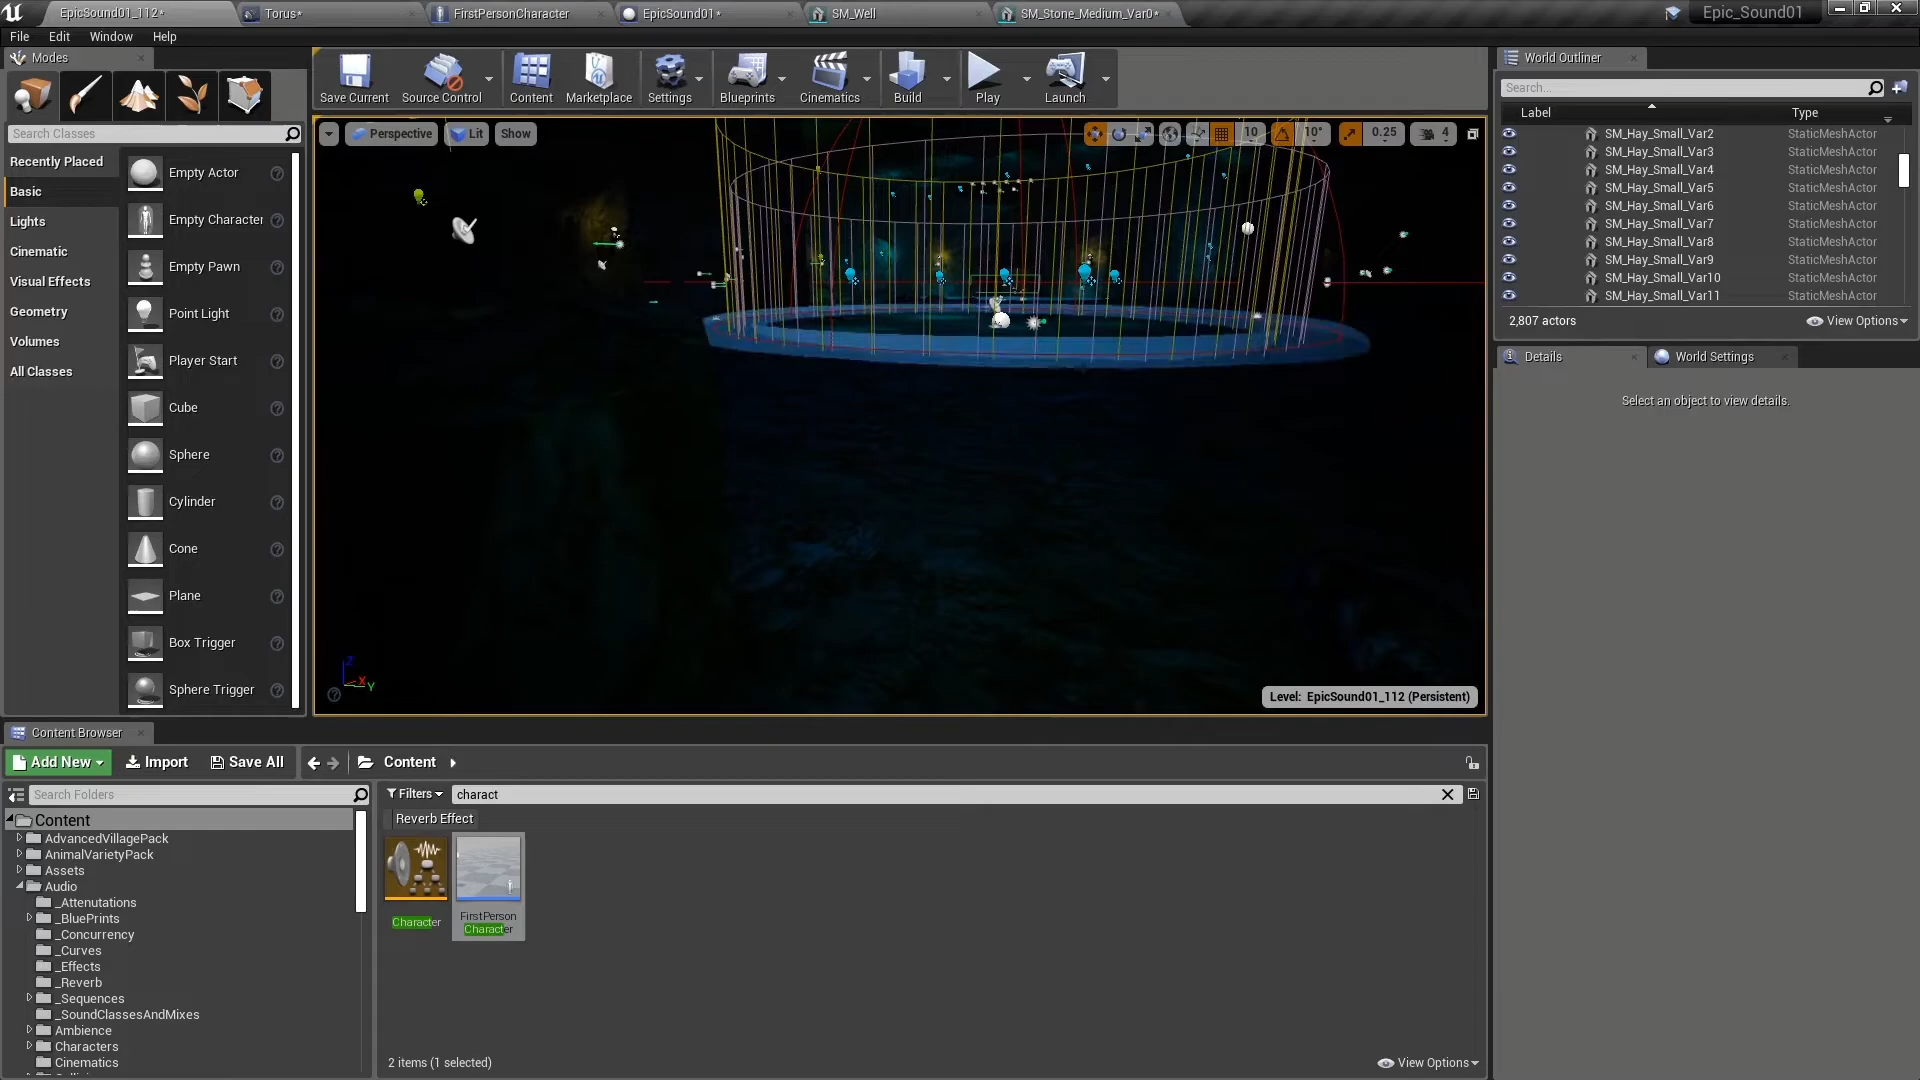 EpicSound01_112*
Torus*
FirstPersonCharacter
EpicSound01*
SM_Well
SM_Stone_Medium_Var0*
Epic_Sound01
File
Edit
Window
Help
Modes
Search Classes
Recently Placed
Basic
Lights
Cinematic
Visual Effects
Geometry
Volumes
All Classes
Empty Actor
Empty Character
Empty Pawn
Point Light
Player Start
Cube
Sphere
Cylinder
Cone
Plane
Box Trigger
Sphere Trigger
Save Current
Source Control
Content
Marketplace
Settings
Blueprints
Cinematics
Build
Play
Launch
Perspective
Lit
Show
10
10°
0.25
4
Z
X
Y
Level: EpicSound01_112 (Persistent)
World Outliner
Search...
Label
Type
SM_Hay_Small_Var2 StaticMeshActor
SM_Hay_Small_Var3 StaticMeshActor
SM_Hay_Small_Var4 StaticMeshActor
SM_Hay_Small_Var5 StaticMeshActor
SM_Hay_Small_Var6 StaticMeshActor
SM_Hay_Small_Var7 StaticMeshActor
SM_Hay_Small_Var8 StaticMeshActor
SM_Hay_Small_Var9 StaticMeshActor
SM_Hay_Small_Var10 StaticMeshActor
SM_Hay_Small_Var11 StaticMeshActor
2,807 actors
View Options
Details
World Settings
Select an object to view details.
Content Browser
Add New
Import
Save All
Content
Search Folders
Content
AdvancedVillagePack
AnimalVarietyPack
Assets
Audio
_Attenutations
_BluePrints
_Concurrency
_Curves
_Effects
_Reverb
_Sequences
_SoundClassesAndMixes
Ambience
Characters
Cinematics
Filters
charact
Reverb Effect
Character
FirstPerson
Character
2 items (1 selected)
View Options